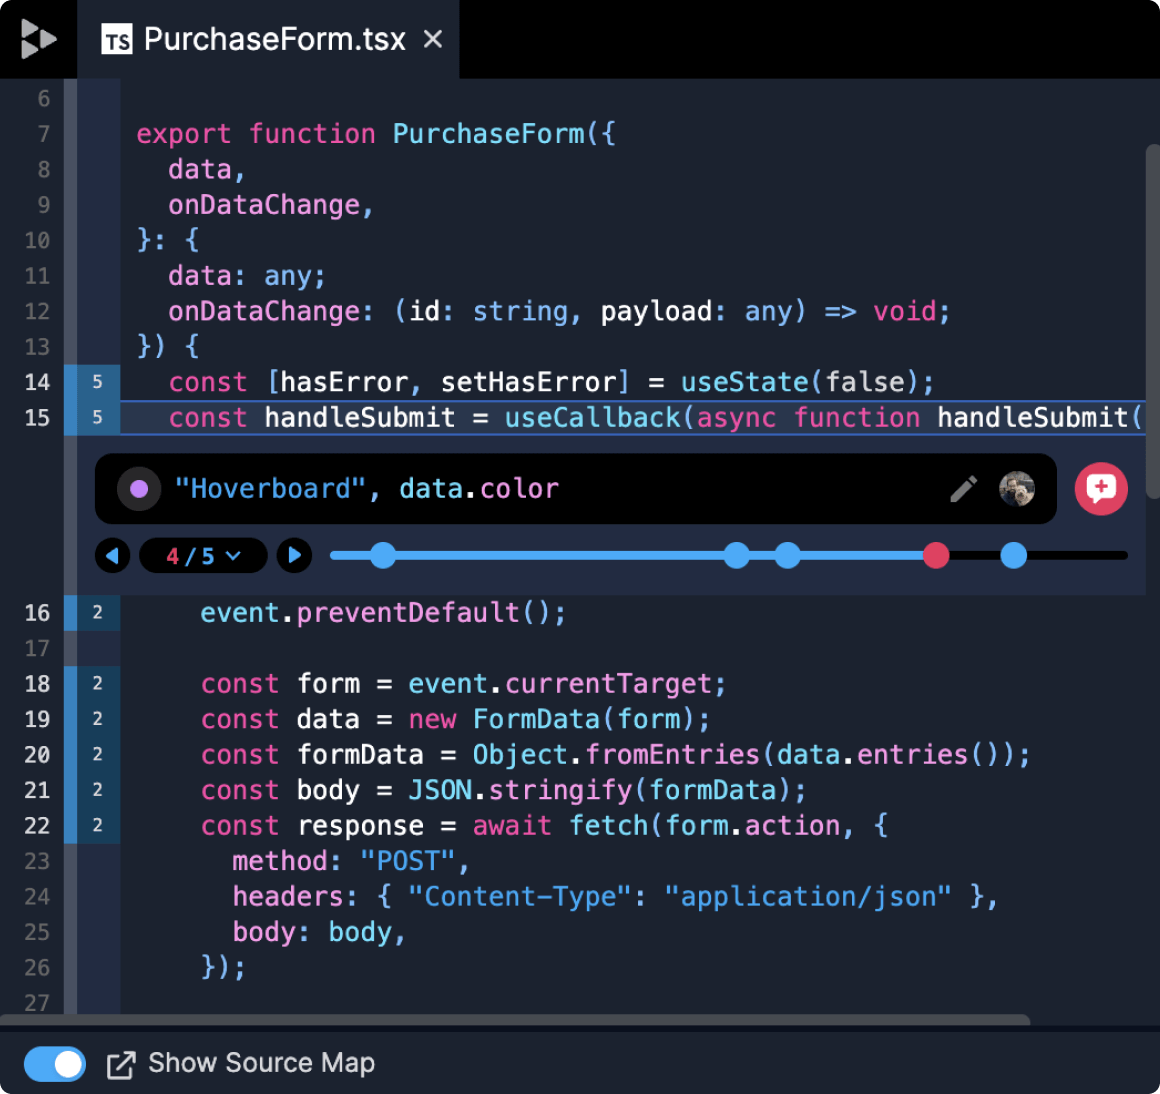 TS PurchaseForm.tsx ×
6
7 export function PurchaseForm({
8 data,
9 onDataChange,
10 }: {
11 data: any;
12 onDataChange: (id: string, payload: any) => void;
13 }) {
14 5 const [hasError, setHasError] = useState(false);
15 5 const handleSubmit = useCallback(async function handleSubmit(
"Hoverboard", data.color
4/5
16 2 event.preventDefault();
17
18 2 const form = event.currentTarget;
19 2 const data = new FormData(form);
20 2 const formData = Object.fromEntries(data.entries());
21 2 const body = JSON.stringify(formData);
22 2 const response = await fetch(form.action, {
23 method: "POST",
24 headers: { "Content-Type": "application/json" },
25 body: body,
26 });
27
Show Source Map